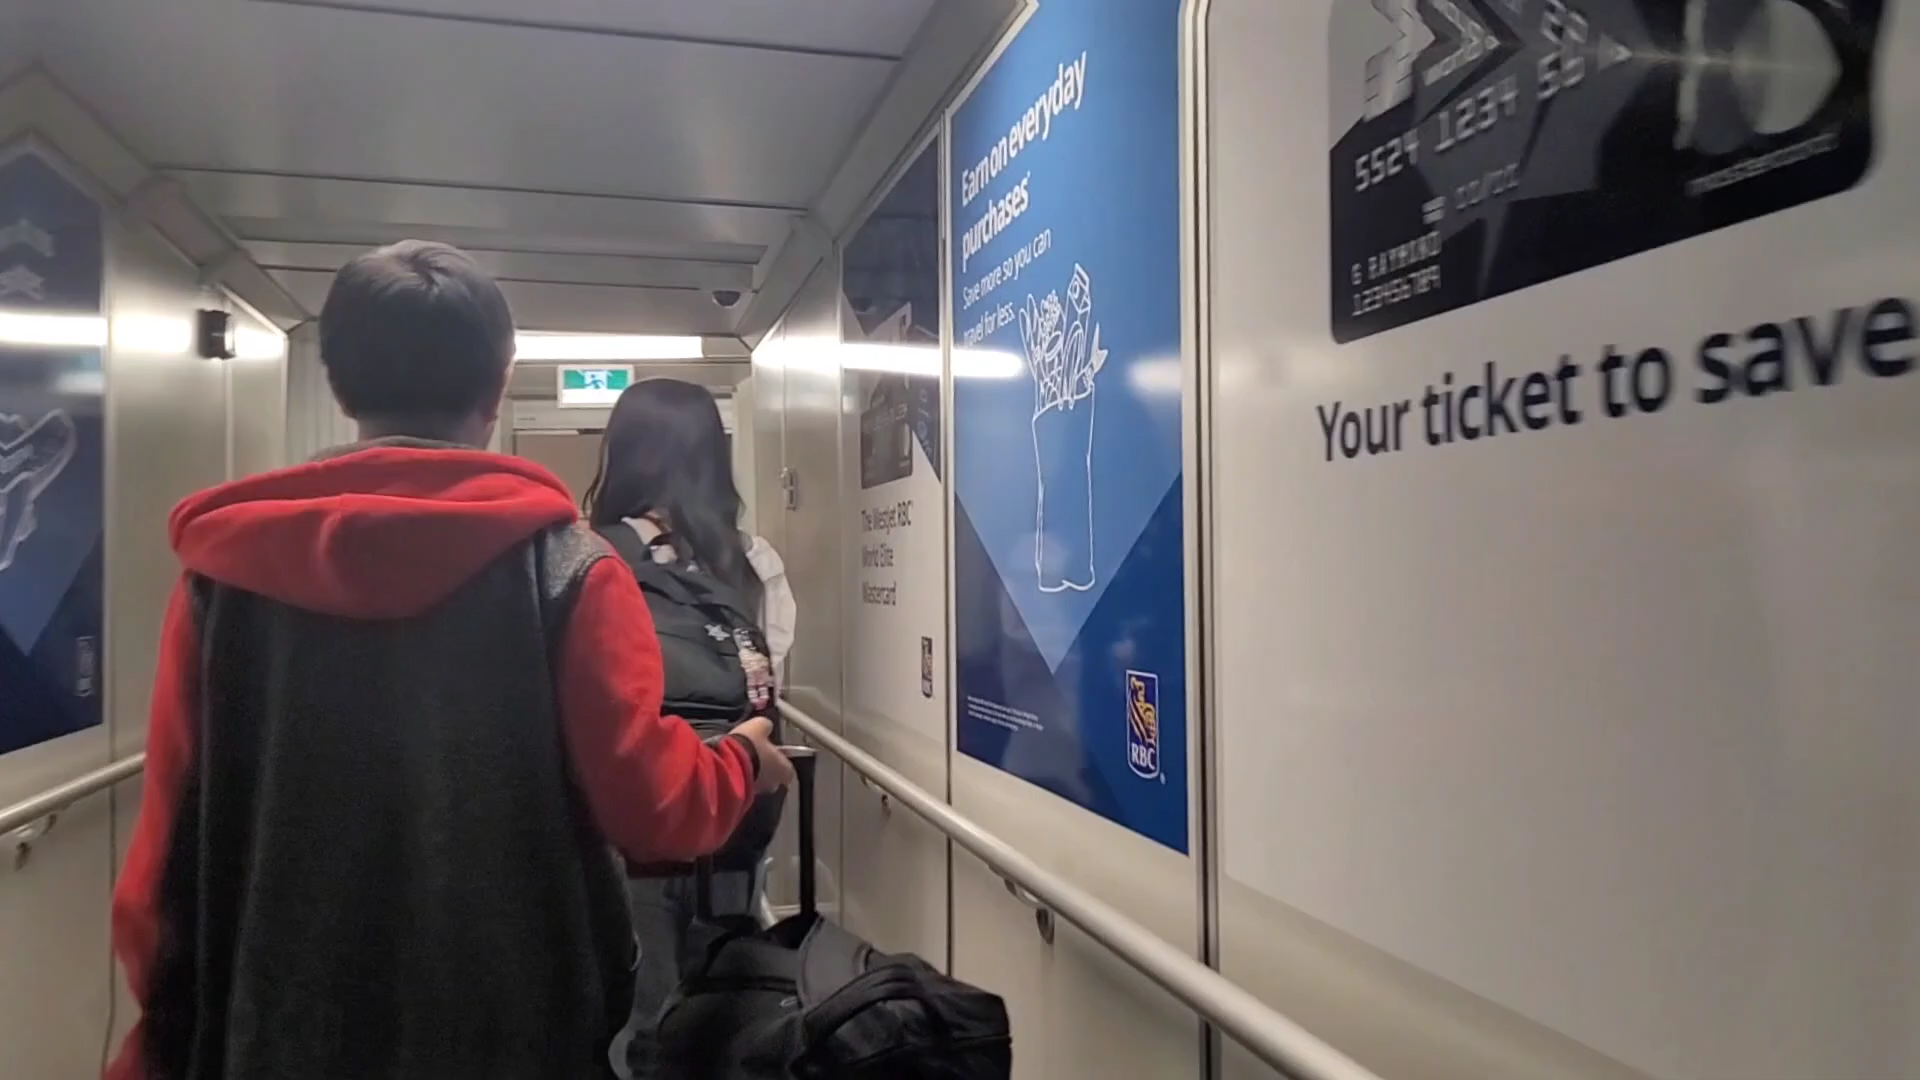 Earn on everyday
purchases
Save more so you can
travel for less.
RBC
The WestJet RBC
World Elite
Mastercard
5524 1234 56
G RAYMOND
123456789
Your ticket to save